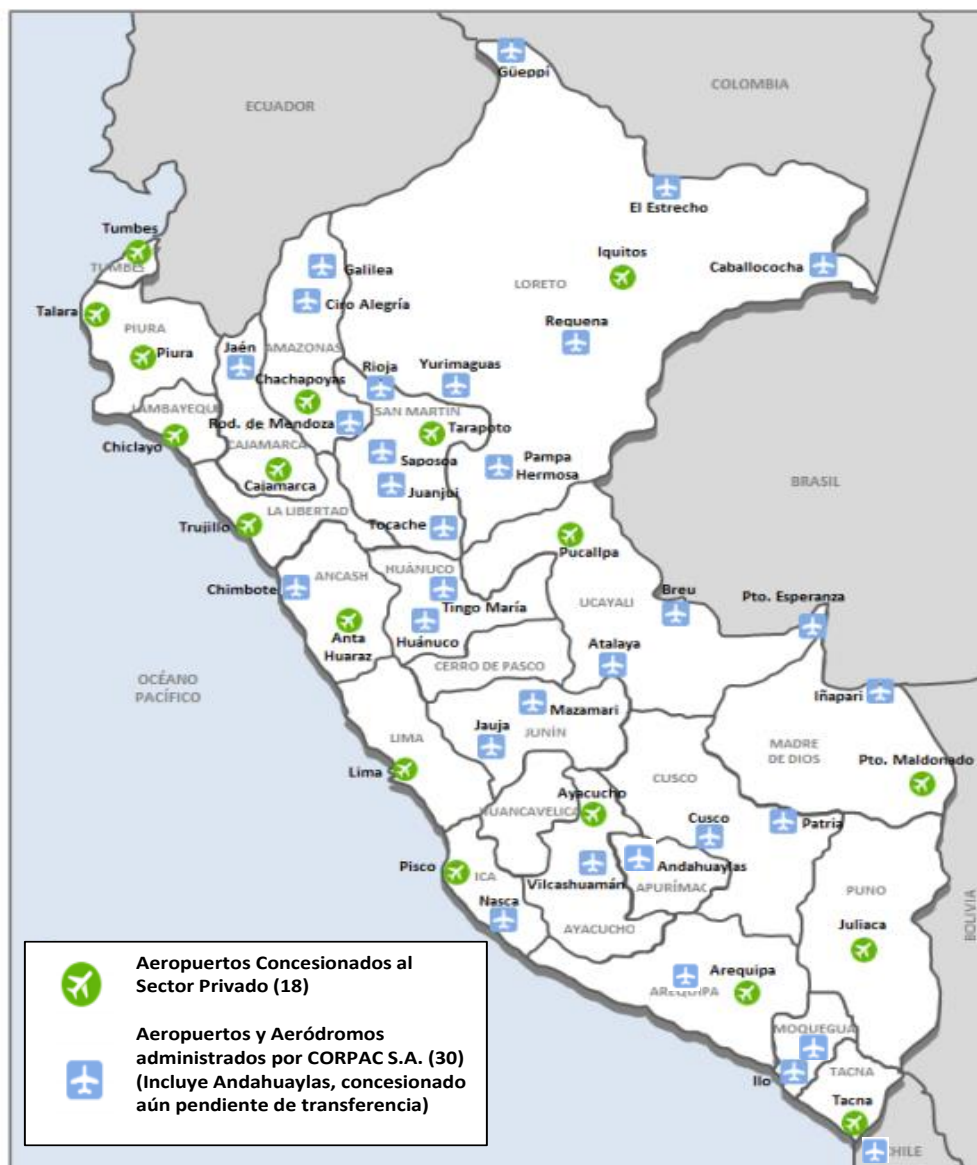 Güeppí
COLOMBIA
ECUADOR
El Estrecho
Tumbes
Iquitos
TUMBES
Galilea
Caballococha
LORETO
Talara
Ciro Alegría
Requena
PIURA
Piura
Jaén
AMAZONAS
Rioja
Yurimaguas
Chachapoyas
LAMBAYEQUE
SAN MARTIN
Rod. de Mendoza
Tarapoto
Chiclayo
CAJAMARCA
Saposoa
Pampa
Hermosa
Cajamarca
Juanjui
BRASIL
LA LIBERTAD
Trujillo
Tocache
Pucallpa
ANCASH
HUÁNUCO
Chimbote
Tingo María
UCAYALI
Breu
Pto. Esperanza
Anta
Huaraz
Huánuco
Atalaya
CERRO DE PASCO
OCÉANO
PACÍFICO
Iñapari
Mazamari
Jauja
JUNÍN
LIMA
MADRE
DE DIOS
Pto. Maldonado
Lima
CUSCO
Ayacucho
HUANCAVELICA
Cusco
Patria
Pisco
ICA
Vilcashuamán
Andahuaylas
APURÍMAC
PUNO
Nasca
AYACUCHO
Juliaca
BOLIVIA
Arequipa
AREQUIPA
MOQUEGUA
Ilo
TACNA
Tacna
CHILE
Aeropuertos Concesionados al
Sector Privado (18)
Aeropuertos y Aeródromos
administrados por CORPAC S.A. (30)
(Incluye Andahuaylas, concesionado
aún pendiente de transferencia)